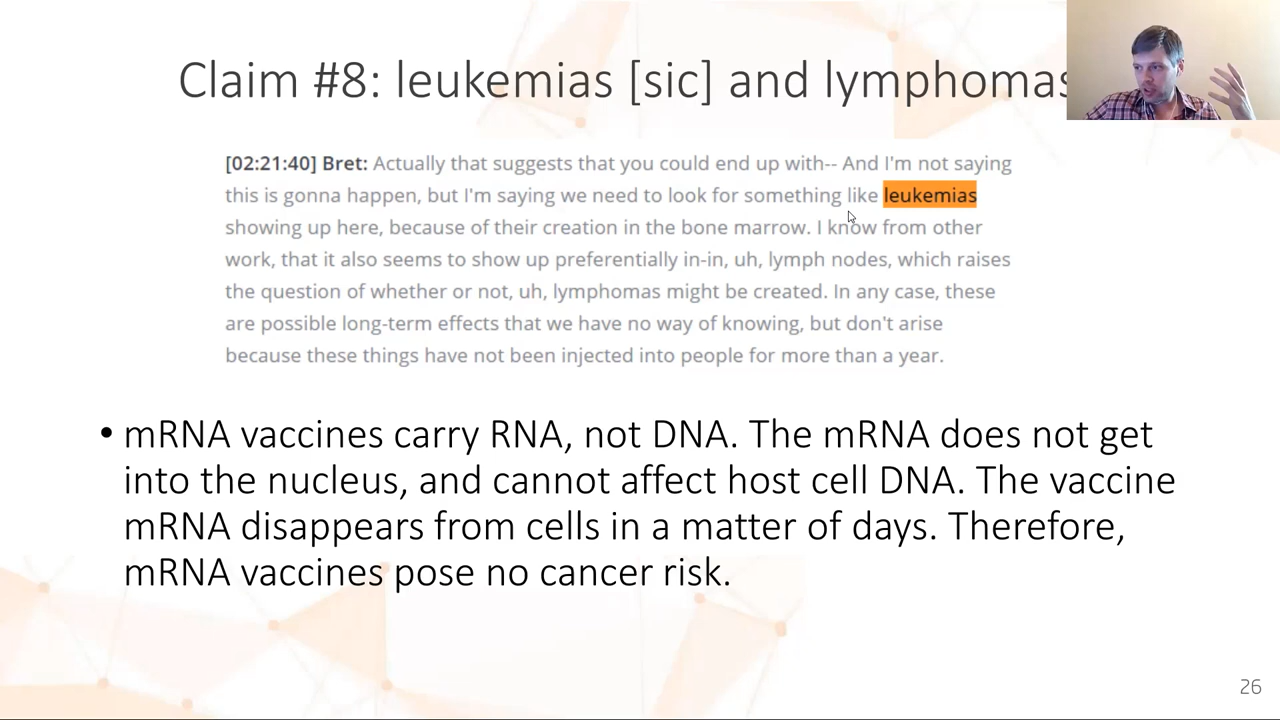 Claim #8: leukemias [sic] and lymphomas
[02:21:40] Bret: Actually that suggests that you could end up with-- And I'm not saying
this is gonna happen, but I'm saying we need to look for something like leukemias
showing up here, because of their creation in the bone marrow. I know from other
work, that it also seems to show up preferentially in-in, uh, lymph nodes, which raises
the question of whether or not, uh, lymphomas might be created. In any case, these
are possible long-term effects that we have no way of knowing, but don't arise
because these things have not been injected into people for more than a year.
• mRNA vaccines carry RNA, not DNA. The mRNA does not get
into the nucleus, and cannot affect host cell DNA. The vaccine
mRNA disappears from cells in a matter of days. Therefore,
mRNA vaccines pose no cancer risk.
26